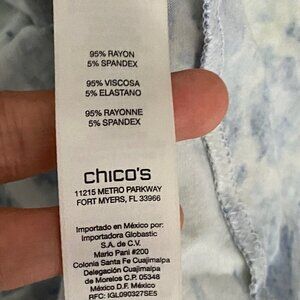 95% RAYON
5% SPANDEX
95% VISCOSA
5% ELASTANO
95% RAYONNE
5% SPANDEX
chico's
11215 METRO PARKWAY
FORT MYERS, FL 33966
Importado en México por:
Importadora Globastic
S.A. de C.V.
Mario Pani #200
Colonia Santa Fe Cuajimalpa
Delegación Cuajimalpa
de Morelos C.P. 05348
México D.F. México
RFC: IGL090327SE5